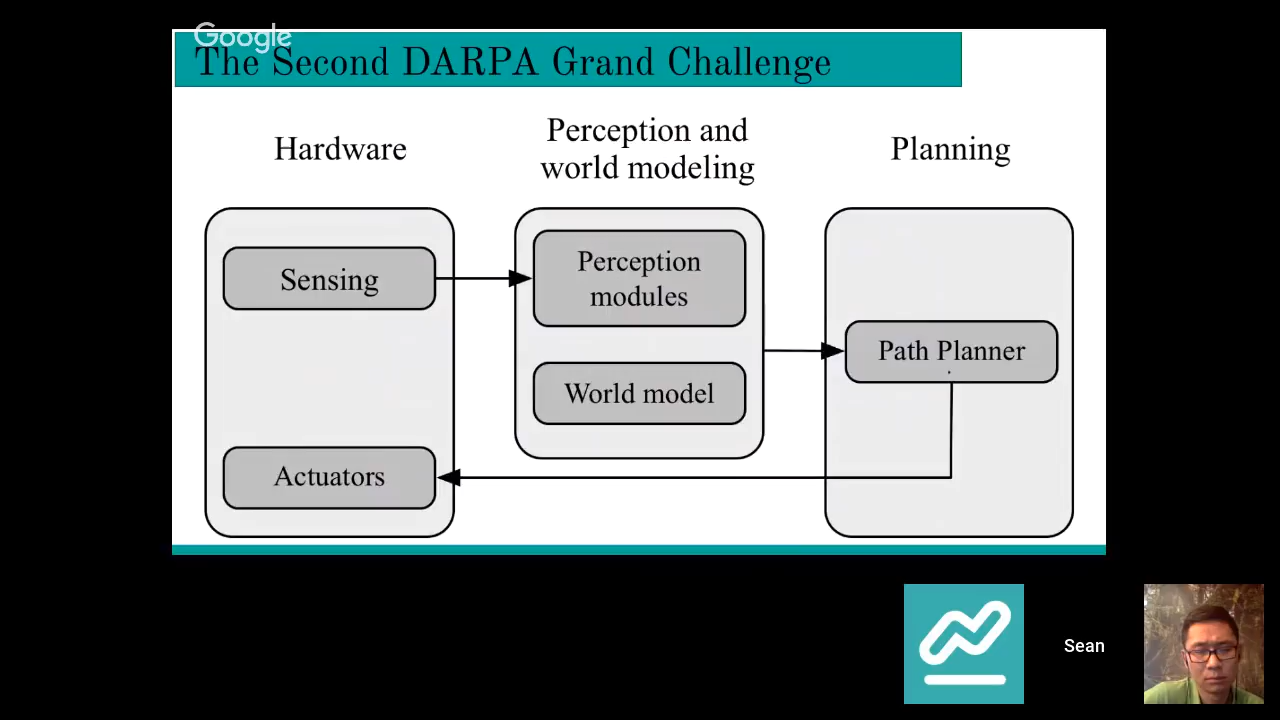 Google
The Second DARPA Grand Challenge
Hardware
Perception and
world modeling
Planning
Sensing
Perception
modules
Path Planner
World model
Actuators
Sean